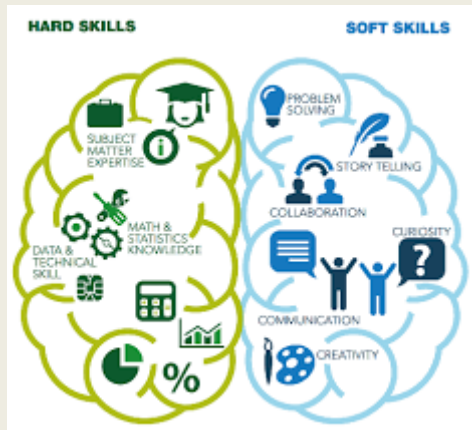 HARD SKILLS
SUBJECT
MATTER
EXPERTISE
i
MATH &
STATISTICS
KNOWLEDGE
DATA &
TECHNICAL
SKILL
%
SOFT SKILLS
PROBLEM
SOLVING
STORY TELLING
COLLABORATION
CURIOSITY
?
COMMUNICATION
CREATIVITY